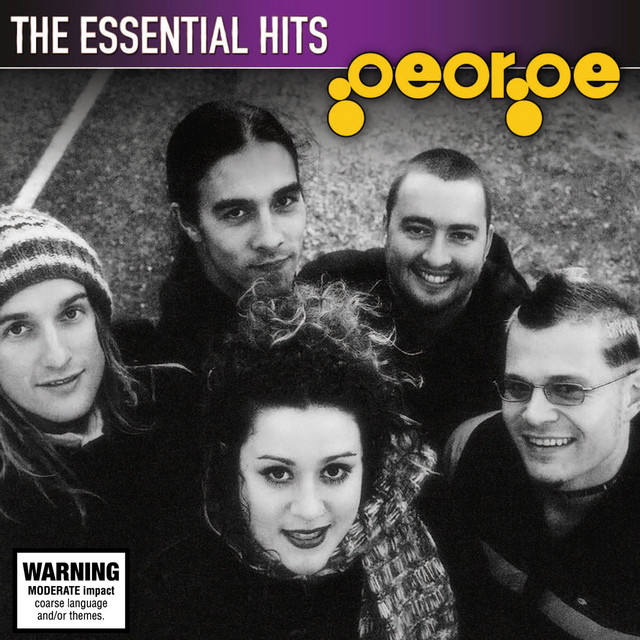 THE ESSENTIAL HITS
george
WARNING
MODERATE impact
coarse language
and/or themes.